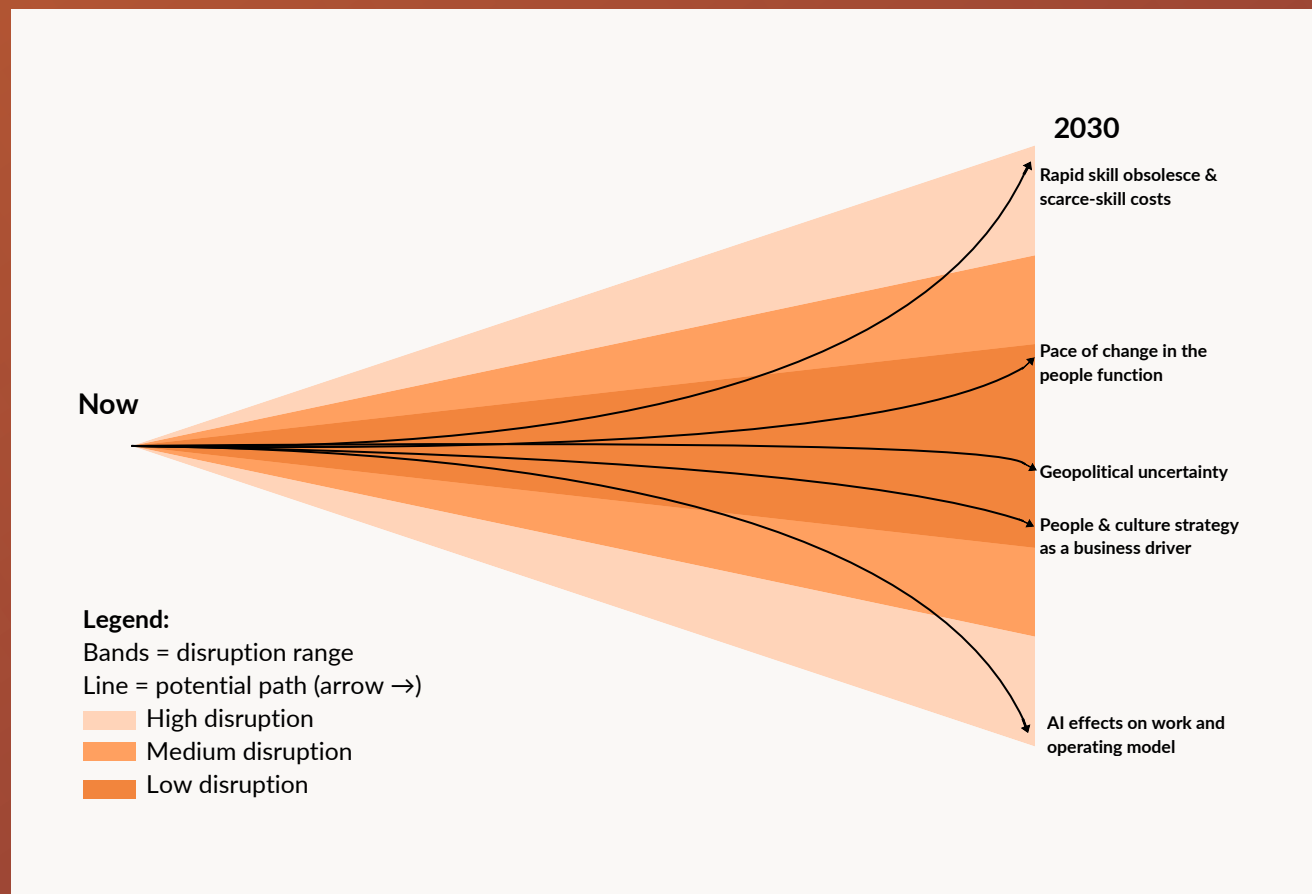 2030
Rapid skill obsolesce &
scarce-skill costs
Pace of change in the
people function
Now
Geopolitical uncertainty
People & culture strategy
as a business driver
Legend:
Bands = disruption range
Line = potential path (arrow →)
High disruption
Medium disruption
Low disruption
AI effects on work and
operating model